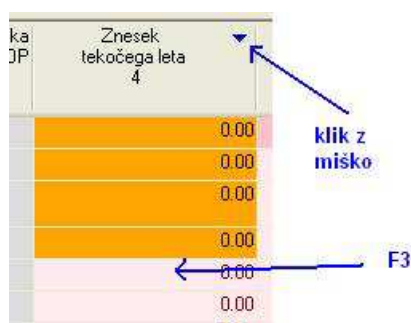 ka
OP
Znesek
tekočega leta
4
0.00
0.00
0.00
0.00
0.00
0.00
klik z
miško
F3